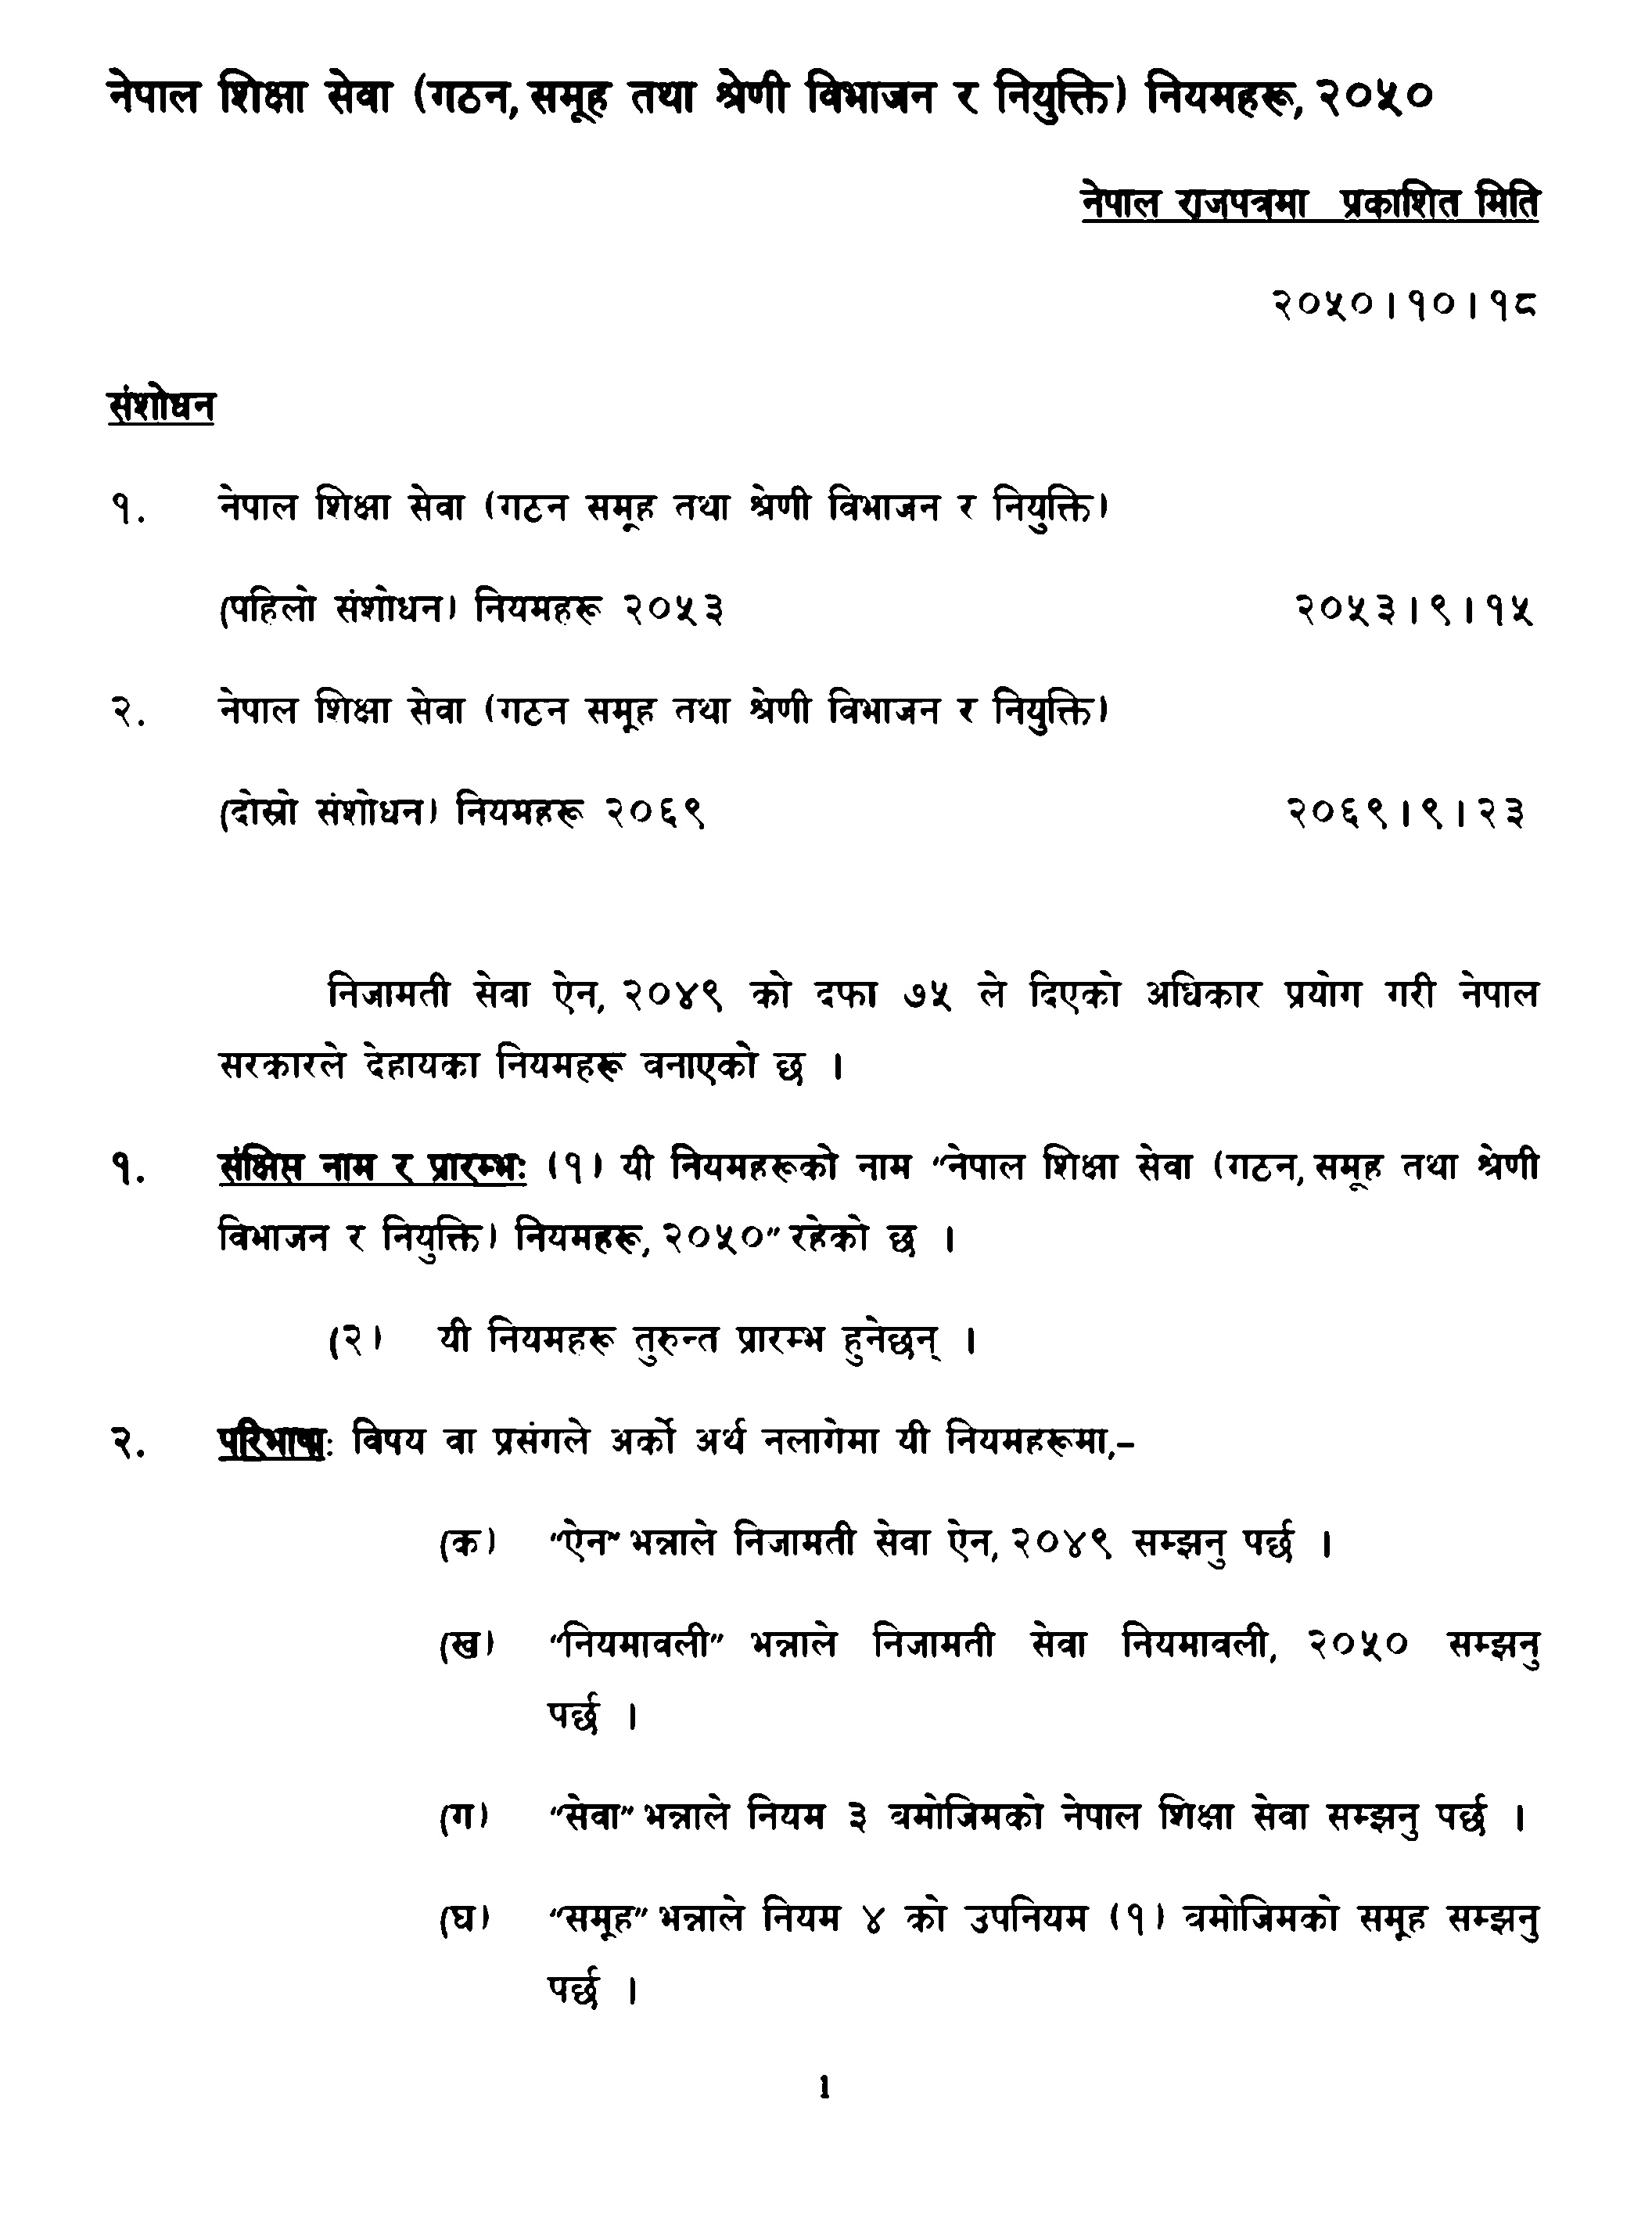 नेपाल शिक्षा सेवा (गठन, समूह तथा श्रेणी विभाजन र नियुक्ति) नियमहरू, २०५०
नेपाल राजपत्रमा प्रकाशित मिति
२०५०।१०।१८
संशोधन
१. नेपाल शिक्षा सेवा (गठन समूह तथा श्रेणी विभाजन र नियुक्ति)
(पहिलो संशोधन) नियमहरू २०५३ २०५३।९।१५
२. नेपाल शिक्षा सेवा (गठन समूह तथा श्रेणी विभाजन र नियुक्ति)
(दोस्रो संशोधन) नियमहरू २०६९ २०६९।९।२३
निजामती सेवा ऐन, २०४९ को दफा ७५ ले दिएको अधिकार प्रयोग गरी नेपाल
सरकारले देहायका नियमहरू बनाएको छ ।
१. संक्षिप्त नाम र प्रारम्भः (१) यी नियमहरूको नाम “नेपाल शिक्षा सेवा (गठन, समूह तथा श्रेणी
विभाजन र नियुक्ति) नियमहरू, २०५०” रहेको छ ।
(२) यी नियमहरू तुरुन्त प्रारम्भ हुनेछन् ।
२. परिभाषाः विषय वा प्रसंगले अर्को अर्थ नलागेमा यी नियमहरूमा,–
(क) “ऐन” भन्नाले निजामती सेवा ऐन, २०४९ सम्झनु पर्छ ।
(ख) “नियमावली” भन्नाले निजामती सेवा नियमावली, २०५० सम्झनु
पर्छ ।
(ग) “सेवा” भन्नाले नियम ३ बमोजिमको नेपाल शिक्षा सेवा सम्झनु पर्छ ।
(घ) “समूह” भन्नाले नियम ४ को उपनियम (१) बमोजिमको समूह सम्झनु
पर्छ ।
1